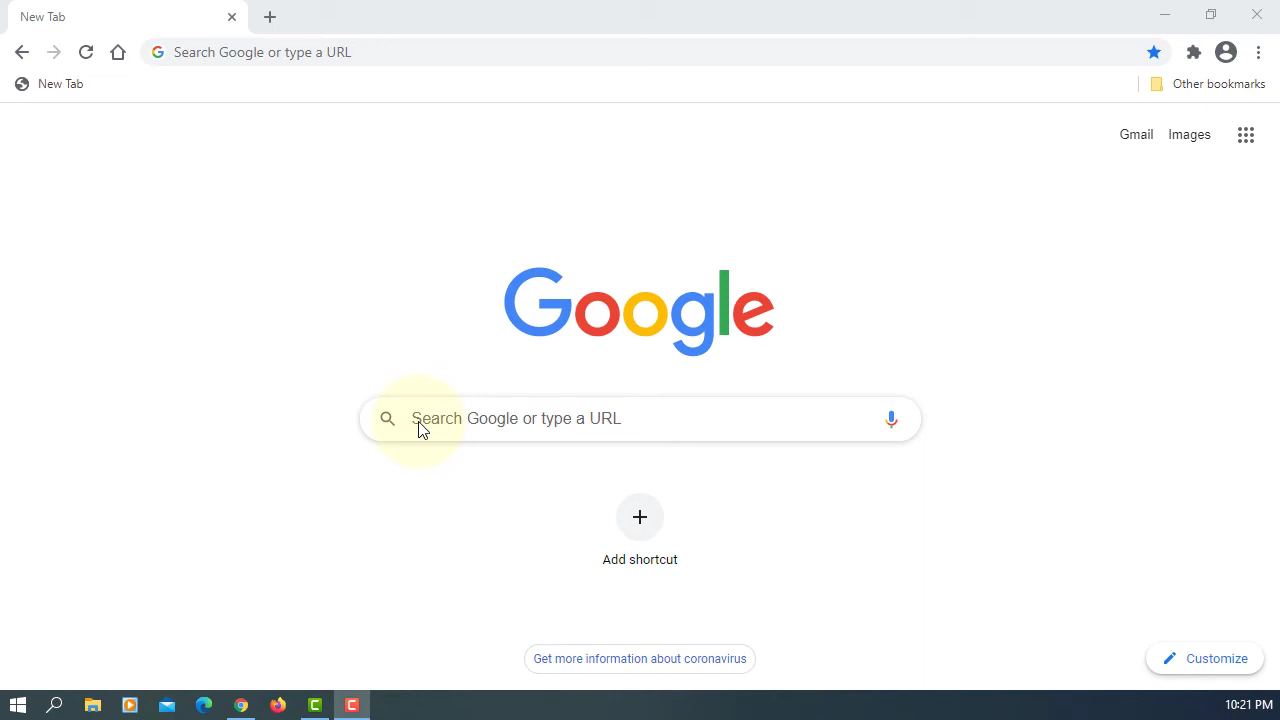 New Tab
Search Google or type a URL
New Tab
Other bookmarks
Gmail Images
Google
Search Google or type a URL
Add shortcut
Get more information about coronavirus
Customize
10:21 PM